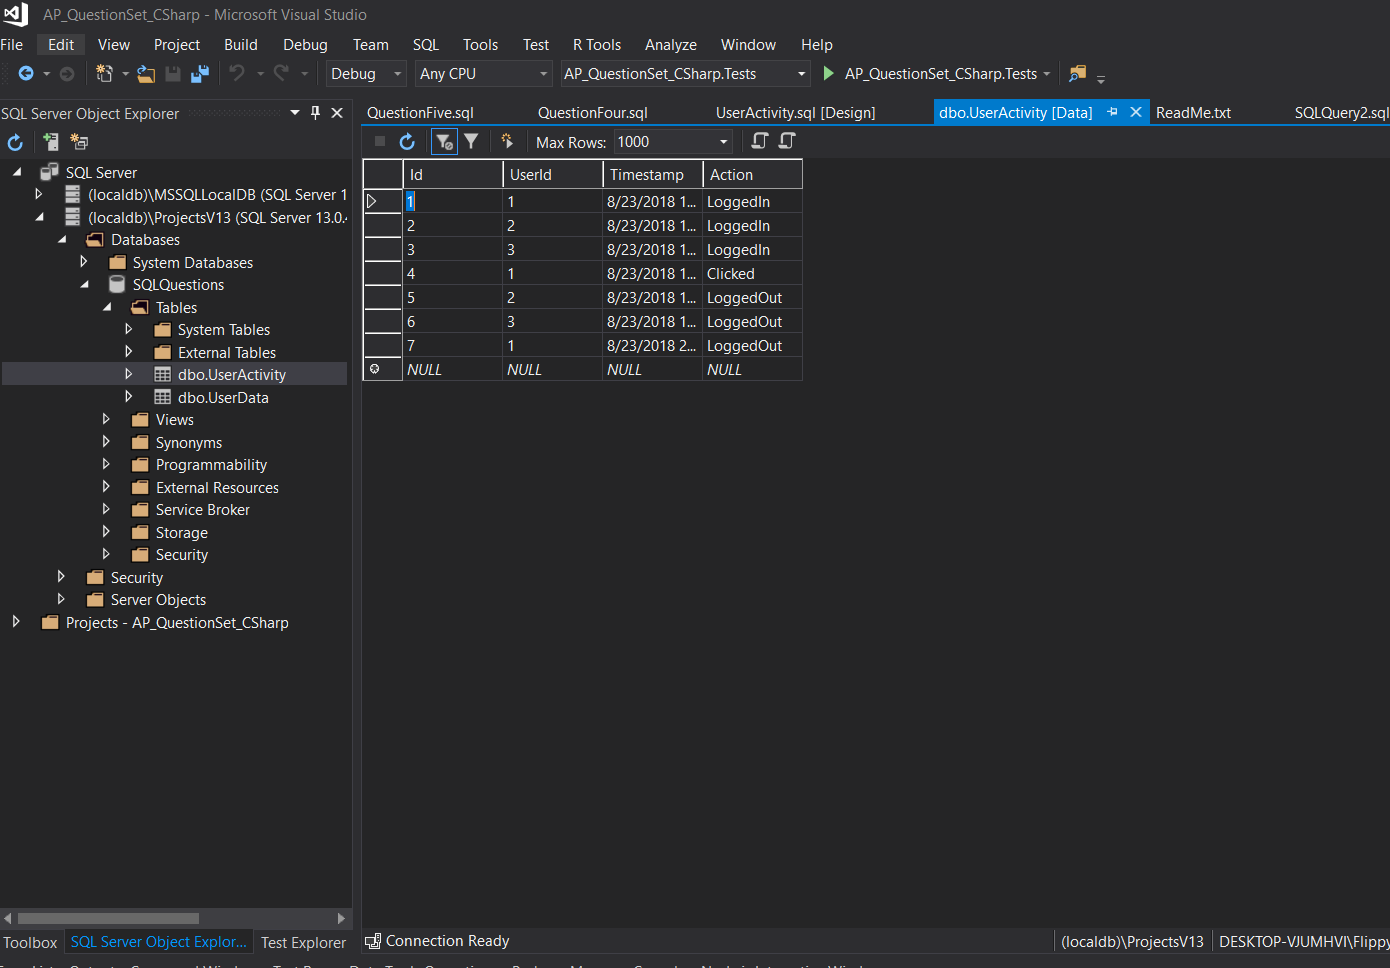 AP_QuestionSet_CSharp - Microsoft Visual Studio
File Edit View Project Build Debug Team SQL Tools Test R Tools Analyze Window Help
Debug Any CPU AP_QuestionSet_CSharp.Tests AP_QuestionSet_CSharp.Tests
SQL Server Object Explorer
QuestionFive.sql QuestionFour.sql UserActivity.sql [Design] dbo.UserActivity [Data] ReadMe.txt SQLQuery2.sql
Max Rows: 1000
SQL Server
(localdb)\MSSQLLocalDB (SQL Server 1
(localdb)\ProjectsV13 (SQL Server 13.0.
Databases
System Databases
SQLQuestions
Tables
System Tables
External Tables
dbo.UserActivity
dbo.UserData
Views
Synonyms
Programmability
External Resources
Service Broker
Storage
Security
Security
Server Objects
Projects - AP_QuestionSet_CSharp
Id UserId Timestamp Action
1 1 8/23/2018 1... LoggedIn
2 2 8/23/2018 1... LoggedIn
3 3 8/23/2018 1... LoggedIn
4 1 8/23/2018 1... Clicked
5 2 8/23/2018 1... LoggedOut
6 3 8/23/2018 1... LoggedOut
7 1 8/23/2018 2... LoggedOut
NULL NULL NULL NULL
Toolbox SQL Server Object Explor... Test Explorer
Connection Ready (localdb)\ProjectsV13 DESKTOP-VJUMHVI\Flippy